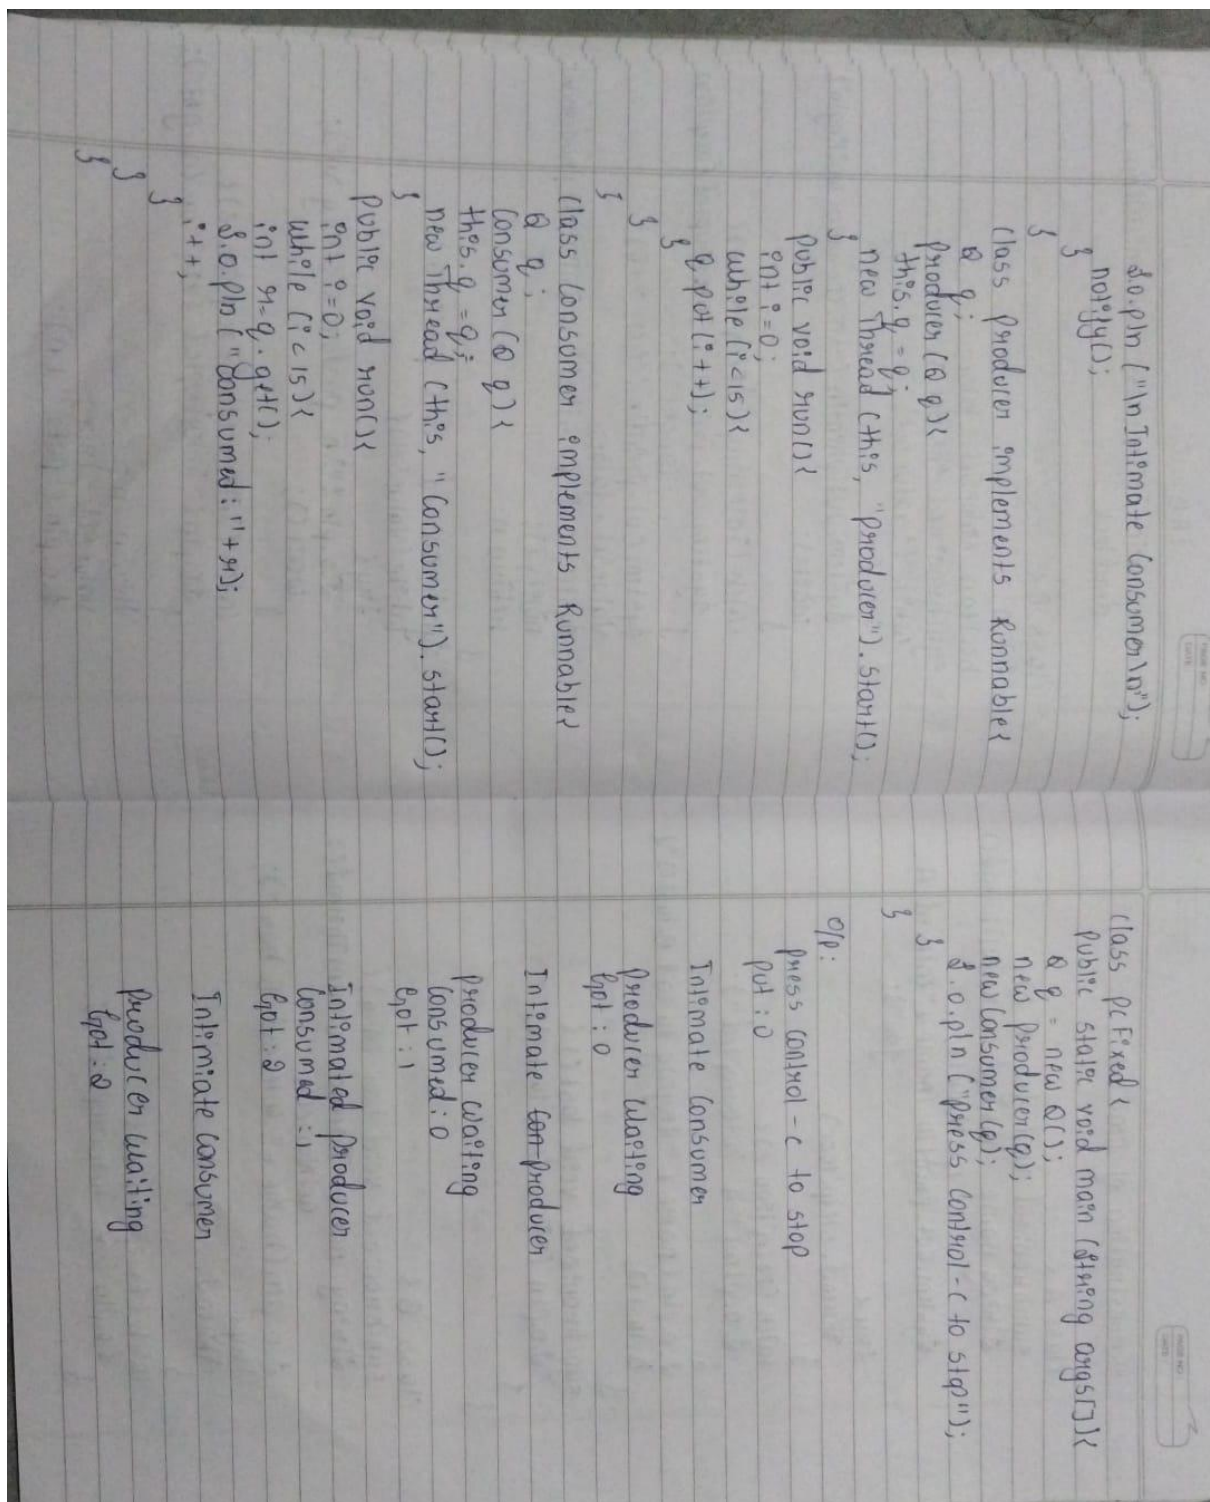 S.o.pln ("\n Intimate Consumer \n");
notify();
}
}
class producer implements Runnable{
Q q;
producer (Q q){
this.q = q;
new Thread (this, "producer"). start();
}
public void run(){
int i=0;
while (i<15){
q.put(i++);
}
}
}
class Consumer implements Runnable{
Q q;
Consumer (Q q){
this.q = q;
new Thread (this, "Consumer"). start();
}
public void run(){
int i=0;
while (i<15){
int r=q.get();
S.o.pln ("Consumed: "+r);
i++;
}
}
}
class pcFixed{
public static void main (String args[]){
Q q = new Q();
new producer(q);
new Consumer(q);
S.o.pln ("press control-c to stop");
}
}
O/p:
press control-c to stop
put : 0
Intimate Consumer
producer Waiting
Got : 0
Intimate producer
producer Waiting
Consumed : 0
Got : 1
Intimated producer
Consumed : 1
Got : 2
Intimiate Consumer
producer waiting
Got : 2